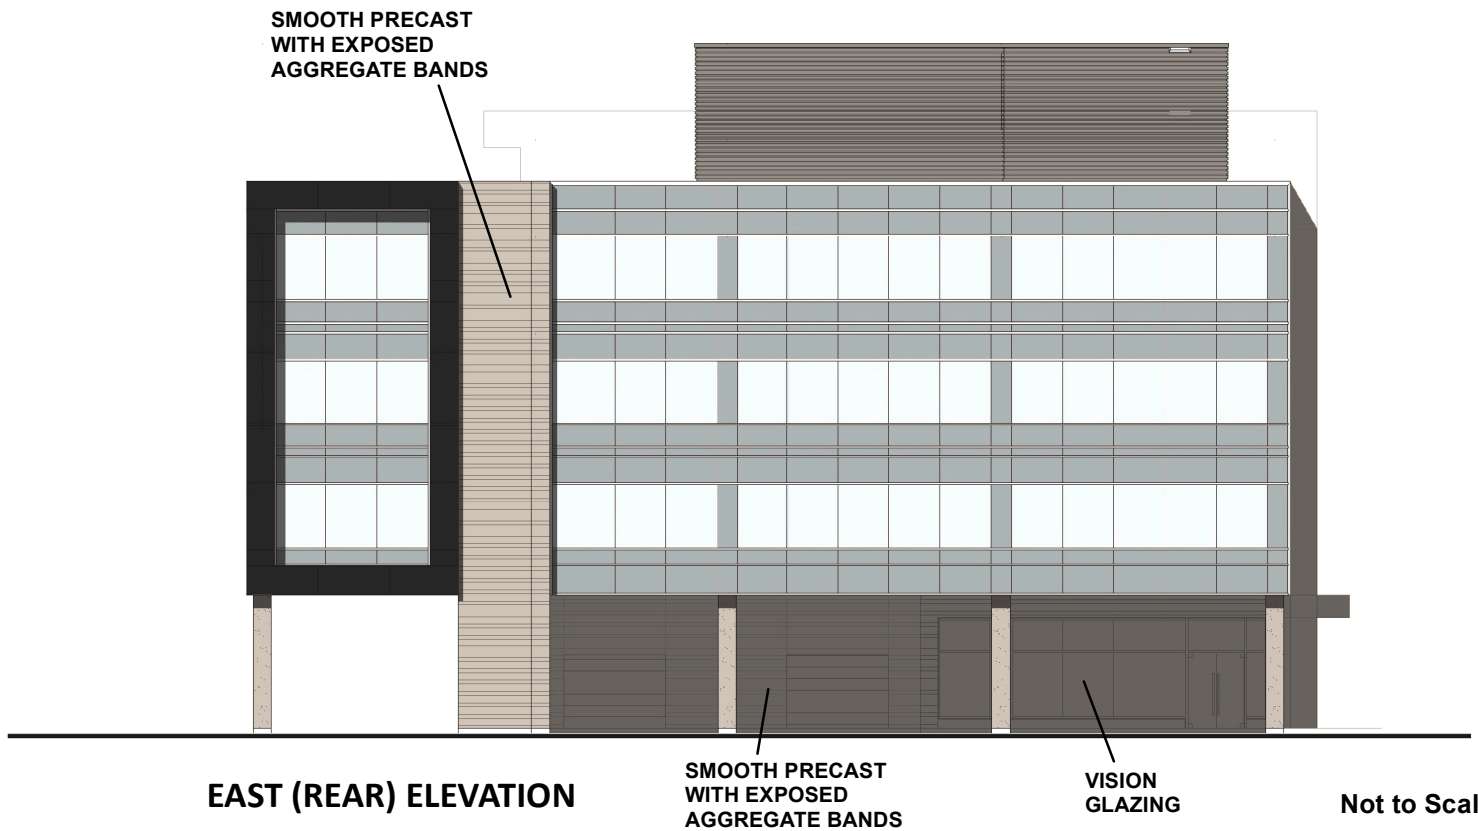 SMOOTH PRECAST
WITH EXPOSED
AGGREGATE BANDS
EAST (REAR) ELEVATION
SMOOTH PRECAST
WITH EXPOSED
AGGREGATE BANDS
VISION
GLAZING
Not to Scal